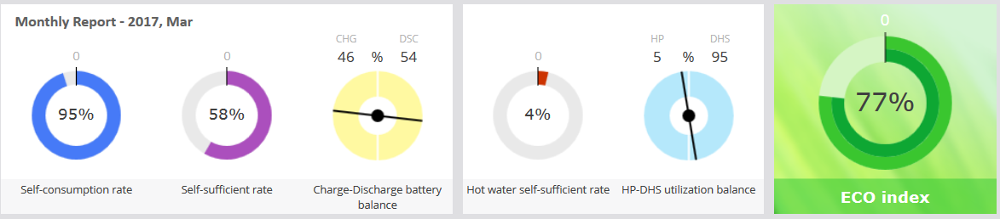 Monthly Report - 2017, Mar
0
95%
Self-consumption rate
0
58%
Self-sufficient rate
CHG DSC
46 % 54
Charge-Discharge battery
balance
0
4%
Hot water self-sufficient rate
HP DHS
5 % 95
HP-DHS utilization balance
0
77%
ECO index